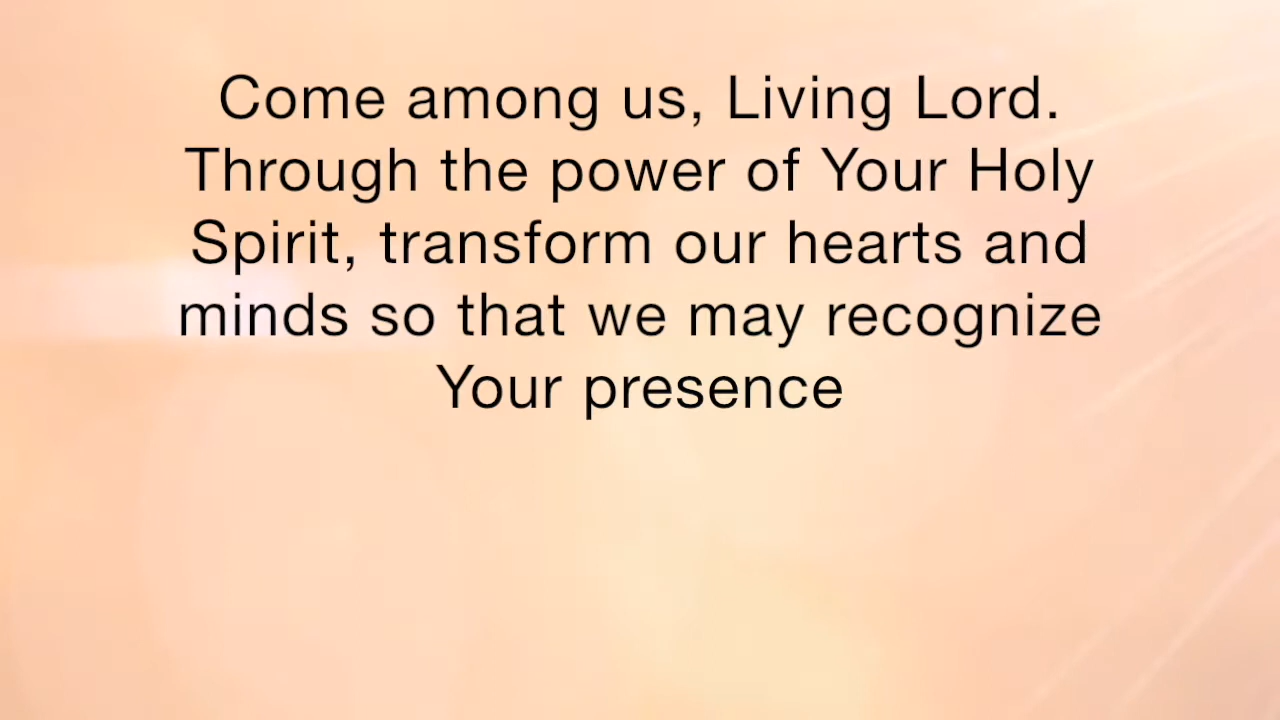 Come among us, Living Lord.
Through the power of Your Holy
Spirit, transform our hearts and
minds so that we may recognize
Your presence